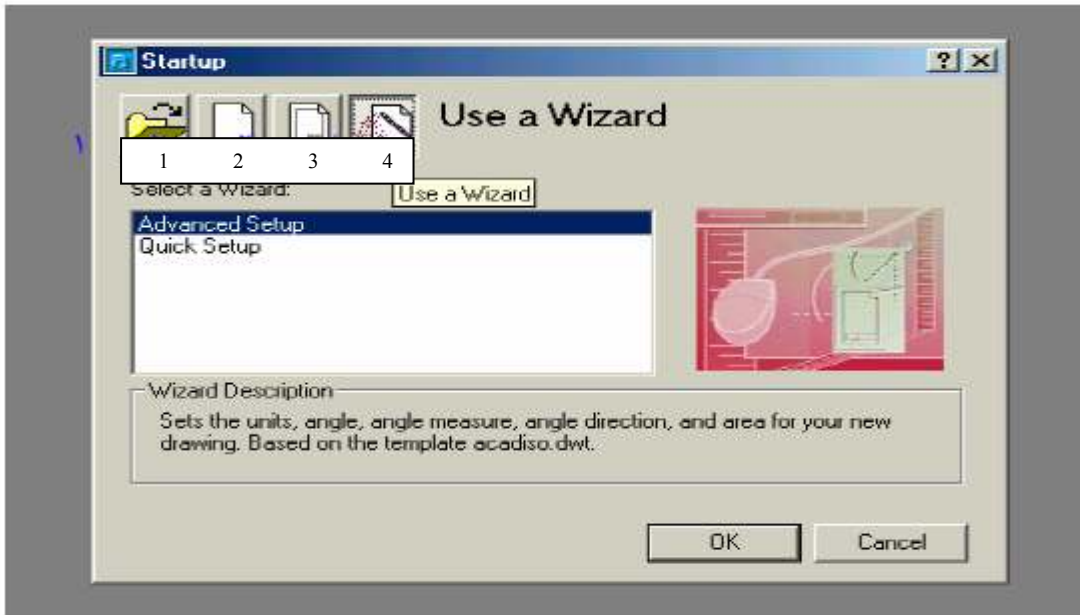 Startup
Use a Wizard
١
1 2 3 4
Select a Wizard:
Use a Wizard
Advanced Setup
Quick Setup
Wizard Description
Sets the units, angle, angle measure, angle direction, and area for your new
drawing. Based on the template acadiso.dwt.
OK Cancel